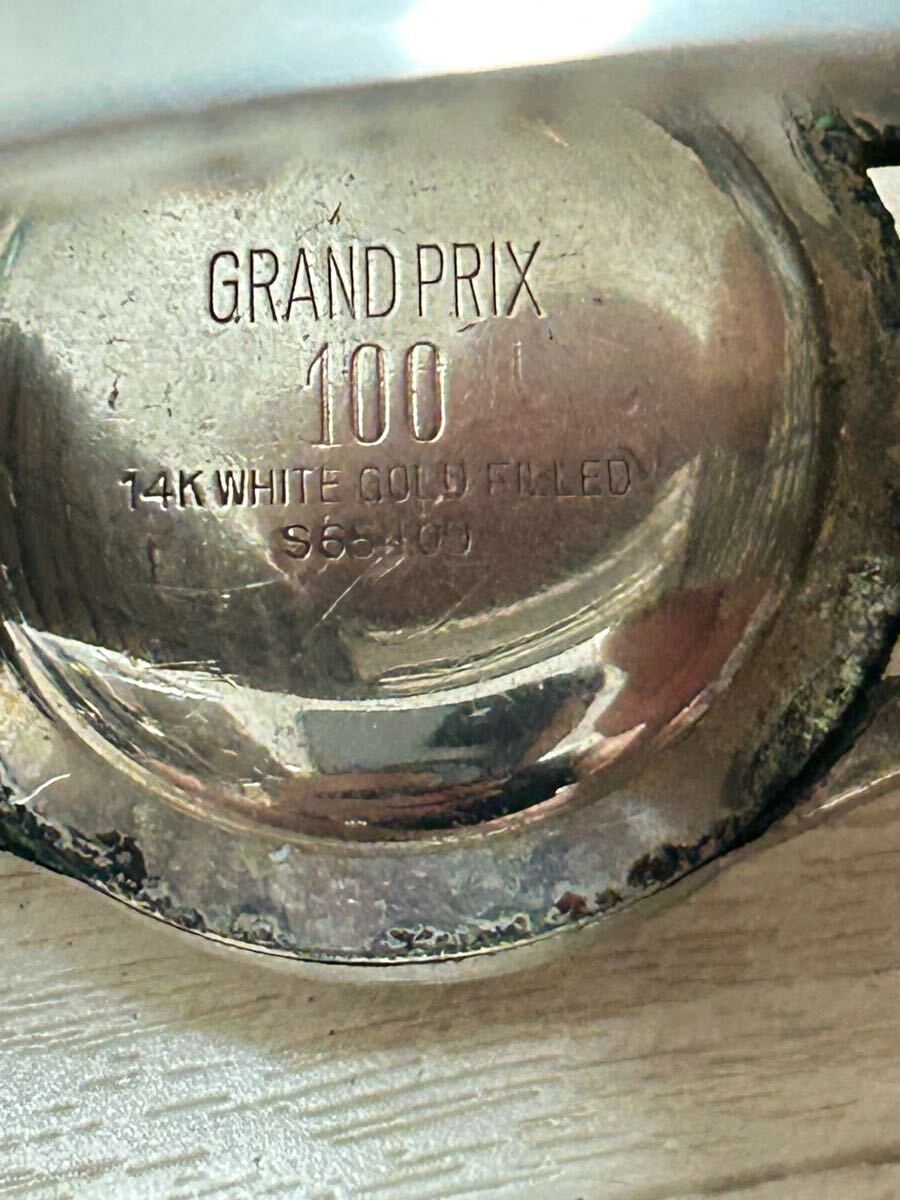 GRAND PRIX
100
14K WHITE GOLD FILLED